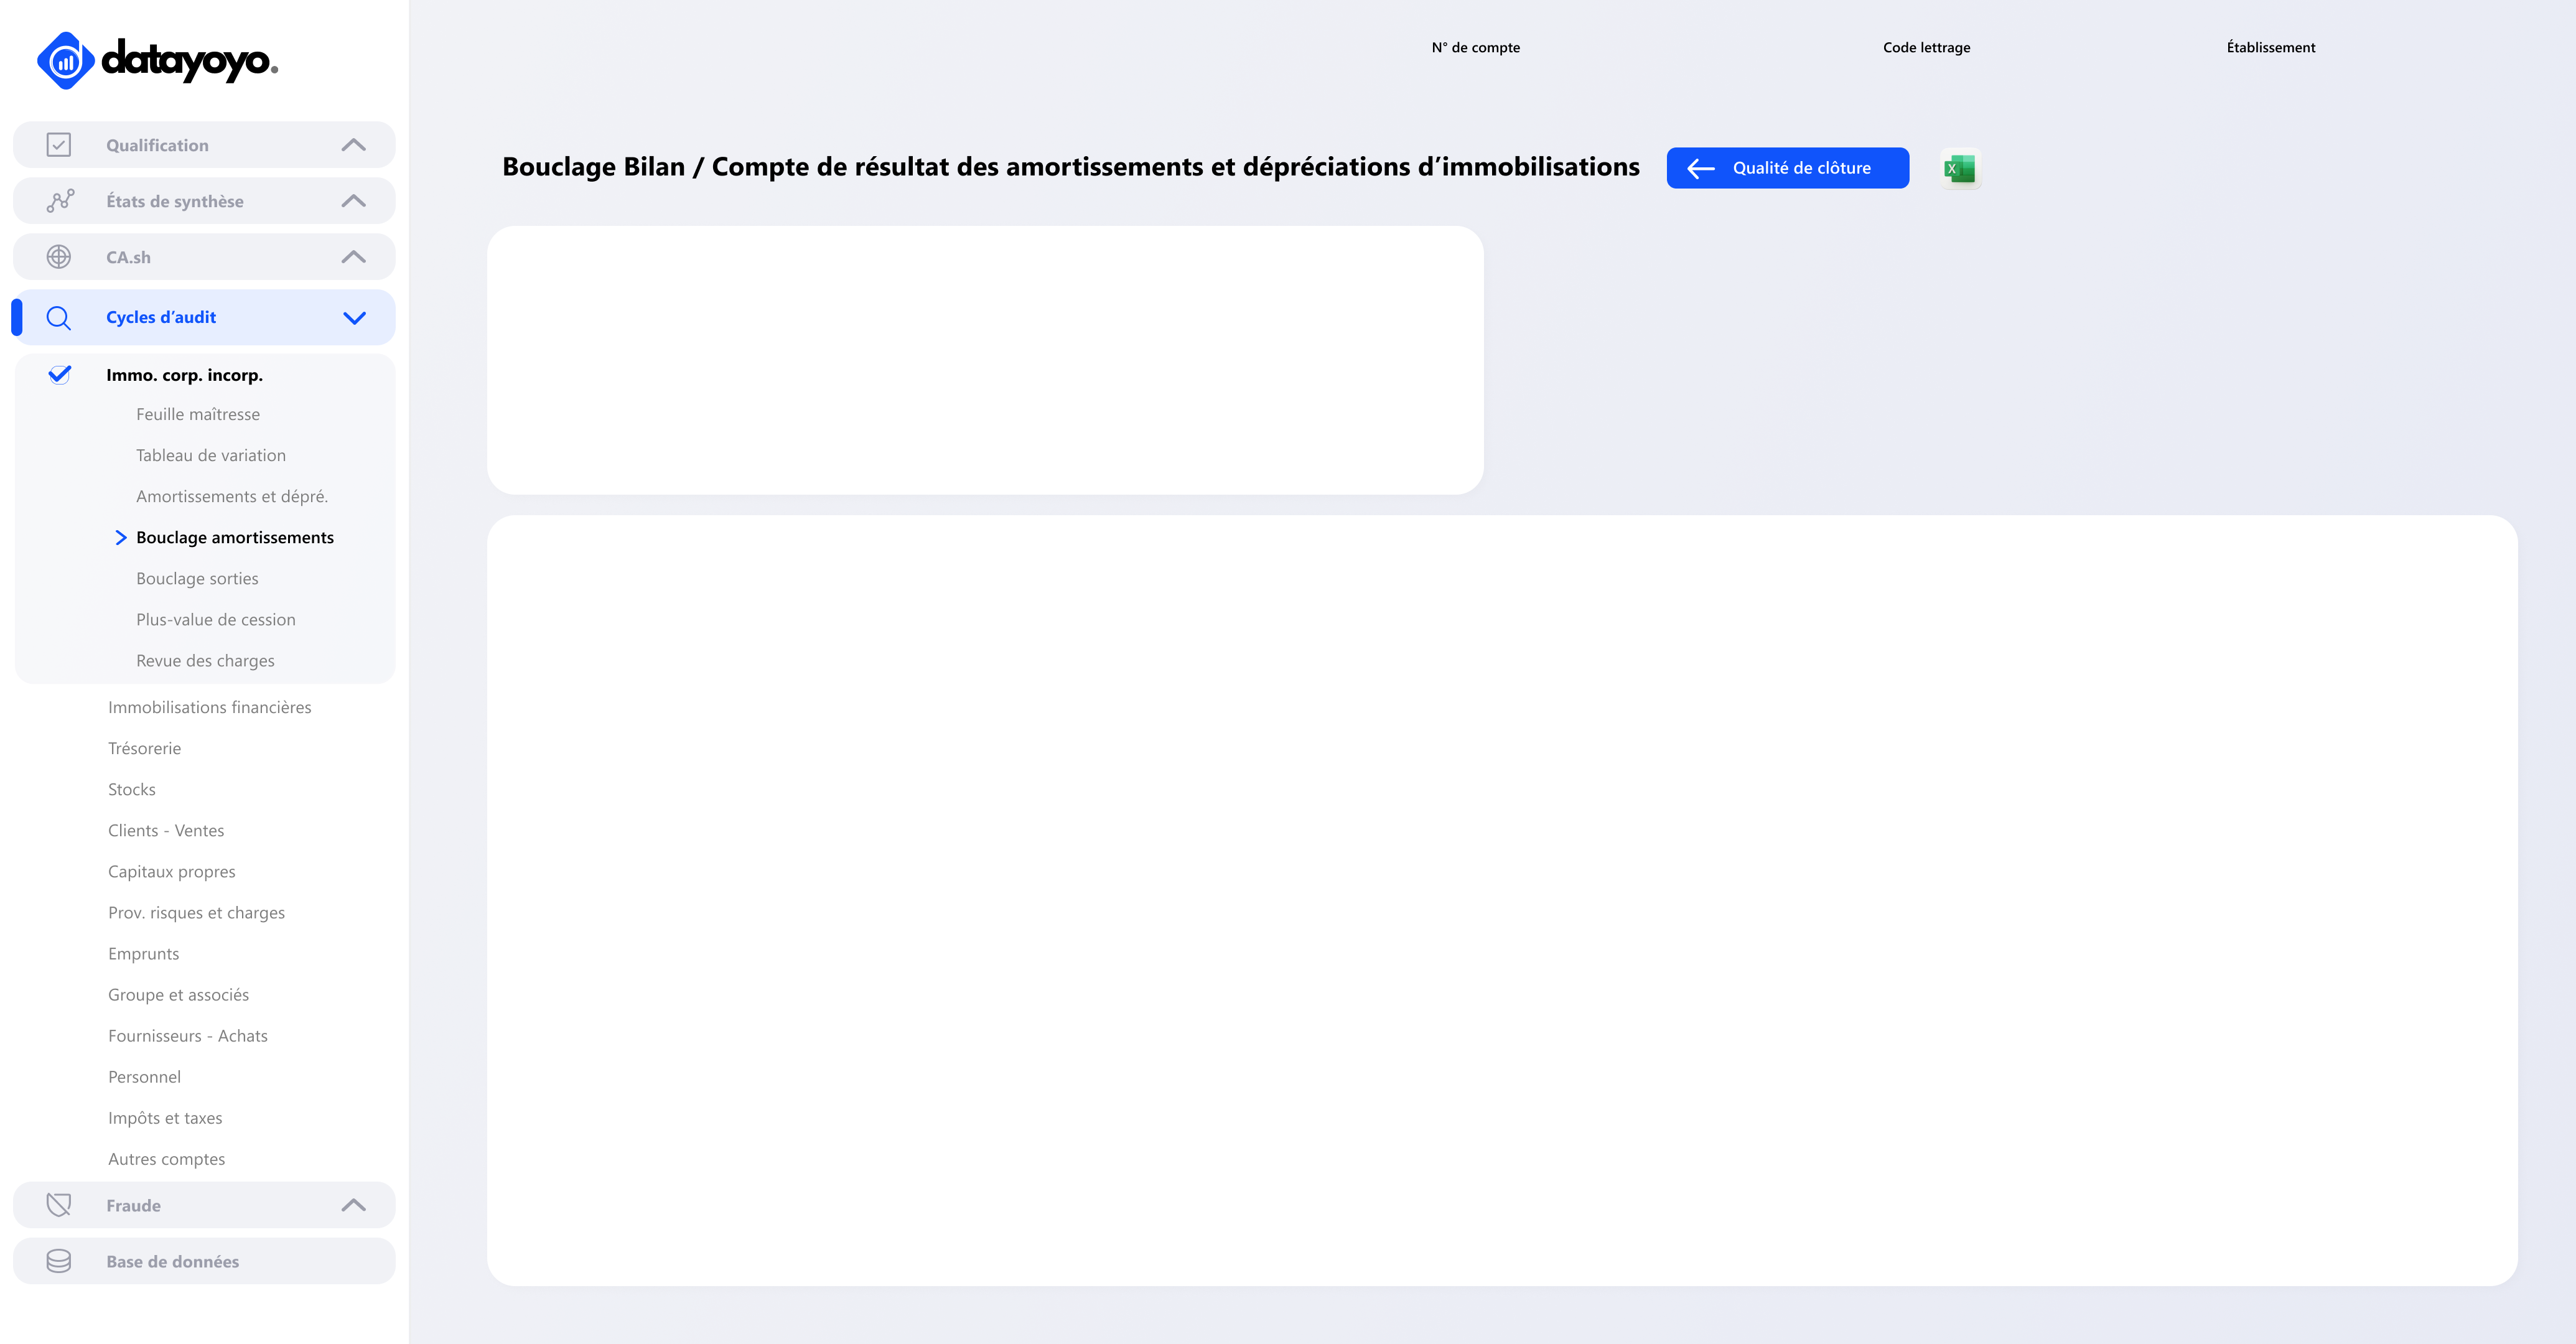 datayoyo.
N° de compte
Code lettrage
Établissement
Bouclage Bilan / Compte de résultat des amortissements et dépréciations d’immobilisations
Qualité de clôture
X
Qualification
États de synthèse
CA.sh
Cycles d’audit
Immo. corp. incorp.
Feuille maîtresse
Tableau de variation
Amortissements et dépré.
Bouclage amortissements
Bouclage sorties
Plus-value de cession
Revue des charges
Immobilisations financières
Trésorerie
Stocks
Clients - Ventes
Capitaux propres
Prov. risques et charges
Emprunts
Groupe et associés
Fournisseurs - Achats
Personnel
Impôts et taxes
Autres comptes
Fraude
Base de données